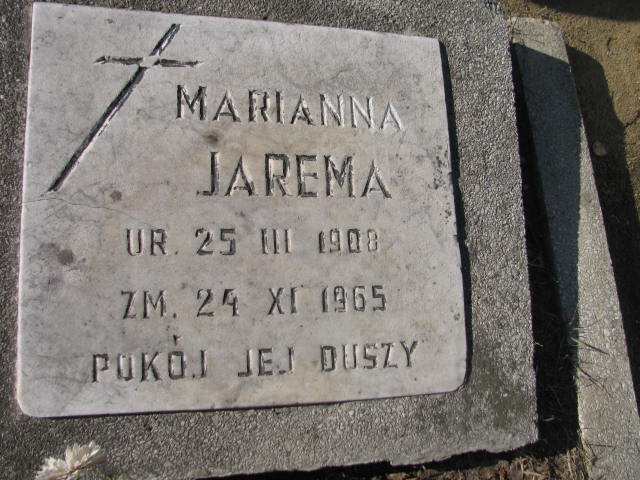 MARIANNA
JAREMA
UR. 25 III 1908
ZM. 24 XI 1965
POKÓJ JEJ DUSZY